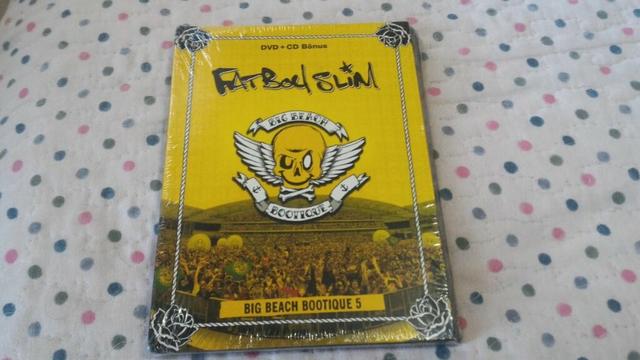 DVD + CD Bônus
FATBOY SLIM
BIG BEACH
BOOTIQUE
BIG BEACH BOOTIQUE 5